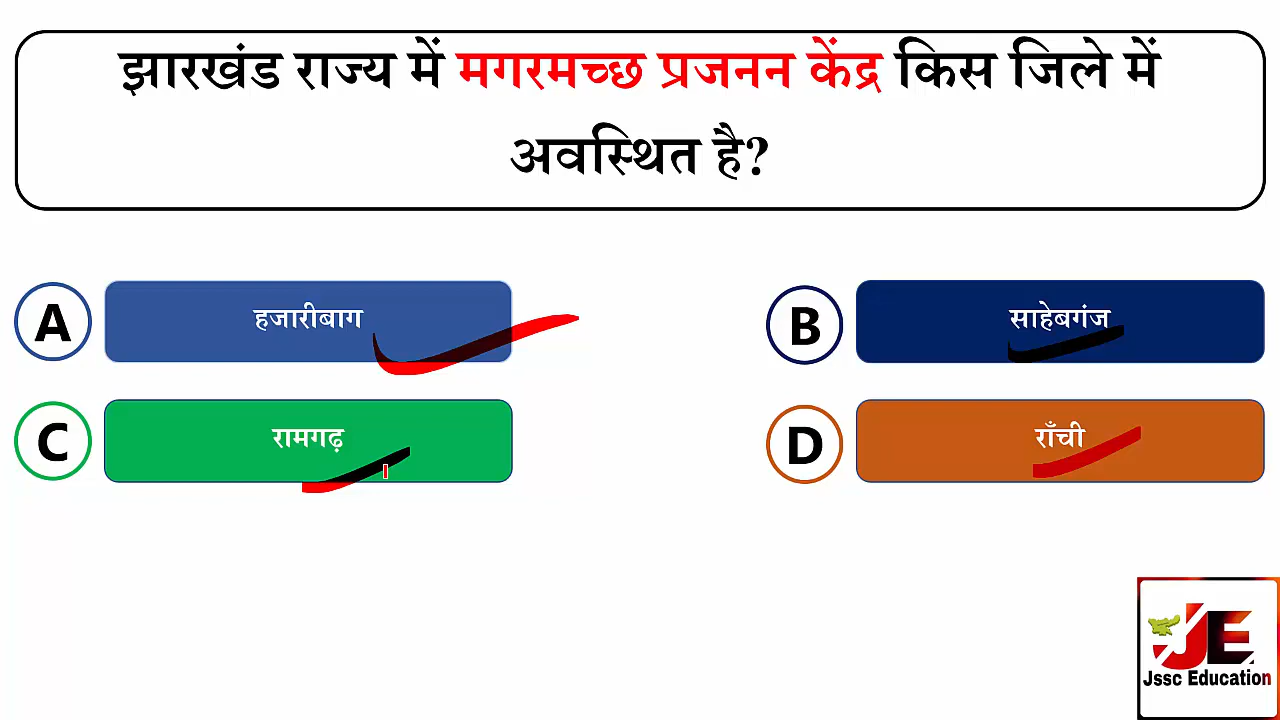 झारखंड राज्य में मगरमच्छ प्रजनन केंद्र किस जिले में
अवस्थित है?
A हजारीबाग
B साहेबगंज
C रामगढ़
D राँची
JE
Jssc Education